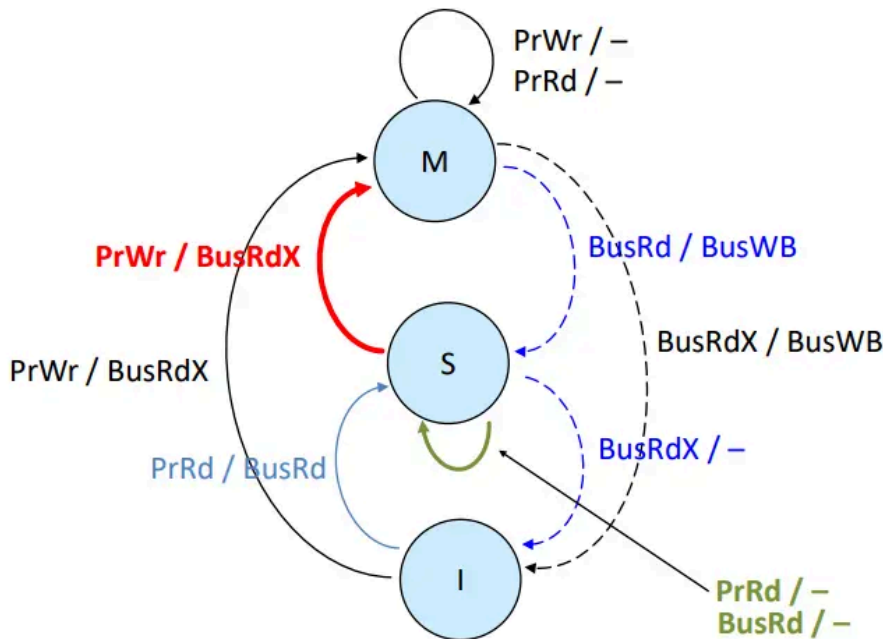 PrWr / –
PrRd / –
M
PrWr / BusRdX
BusRd / BusWB
BusRdX / BusWB
S
PrWr / BusRdX
BusRdX / –
PrRd / BusRd
I
PrRd / –
BusRd / –